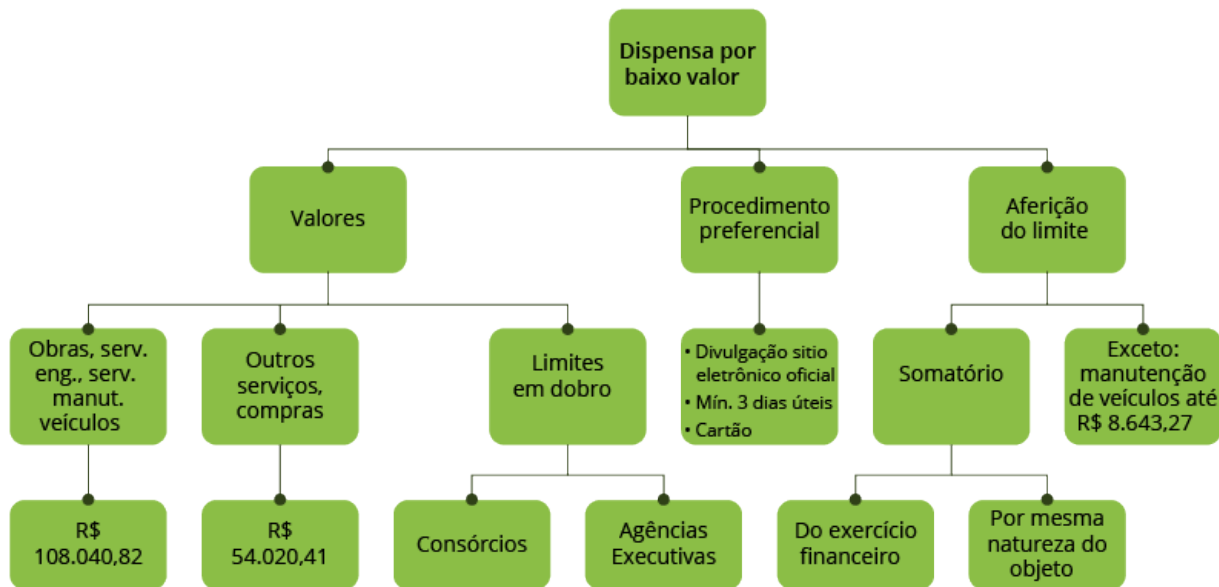 Dispensa por
baixo valor
Valores
Procedimento
preferencial
Aferição
do limite
Obras, serv.
eng., serv.
manut.
veículos
Outros
serviços,
compras
Limites
em dobro
• Divulgação sitio
eletrônico oficial
• Mín. 3 dias úteis
• Cartão
Somatório
Exceto:
manutenção
de veículos até
R$ 8.643,27
R$
108.040,82
R$
54.020,41
Consórcios
Agências
Executivas
Do exercício
financeiro
Por mesma
natureza do
objeto